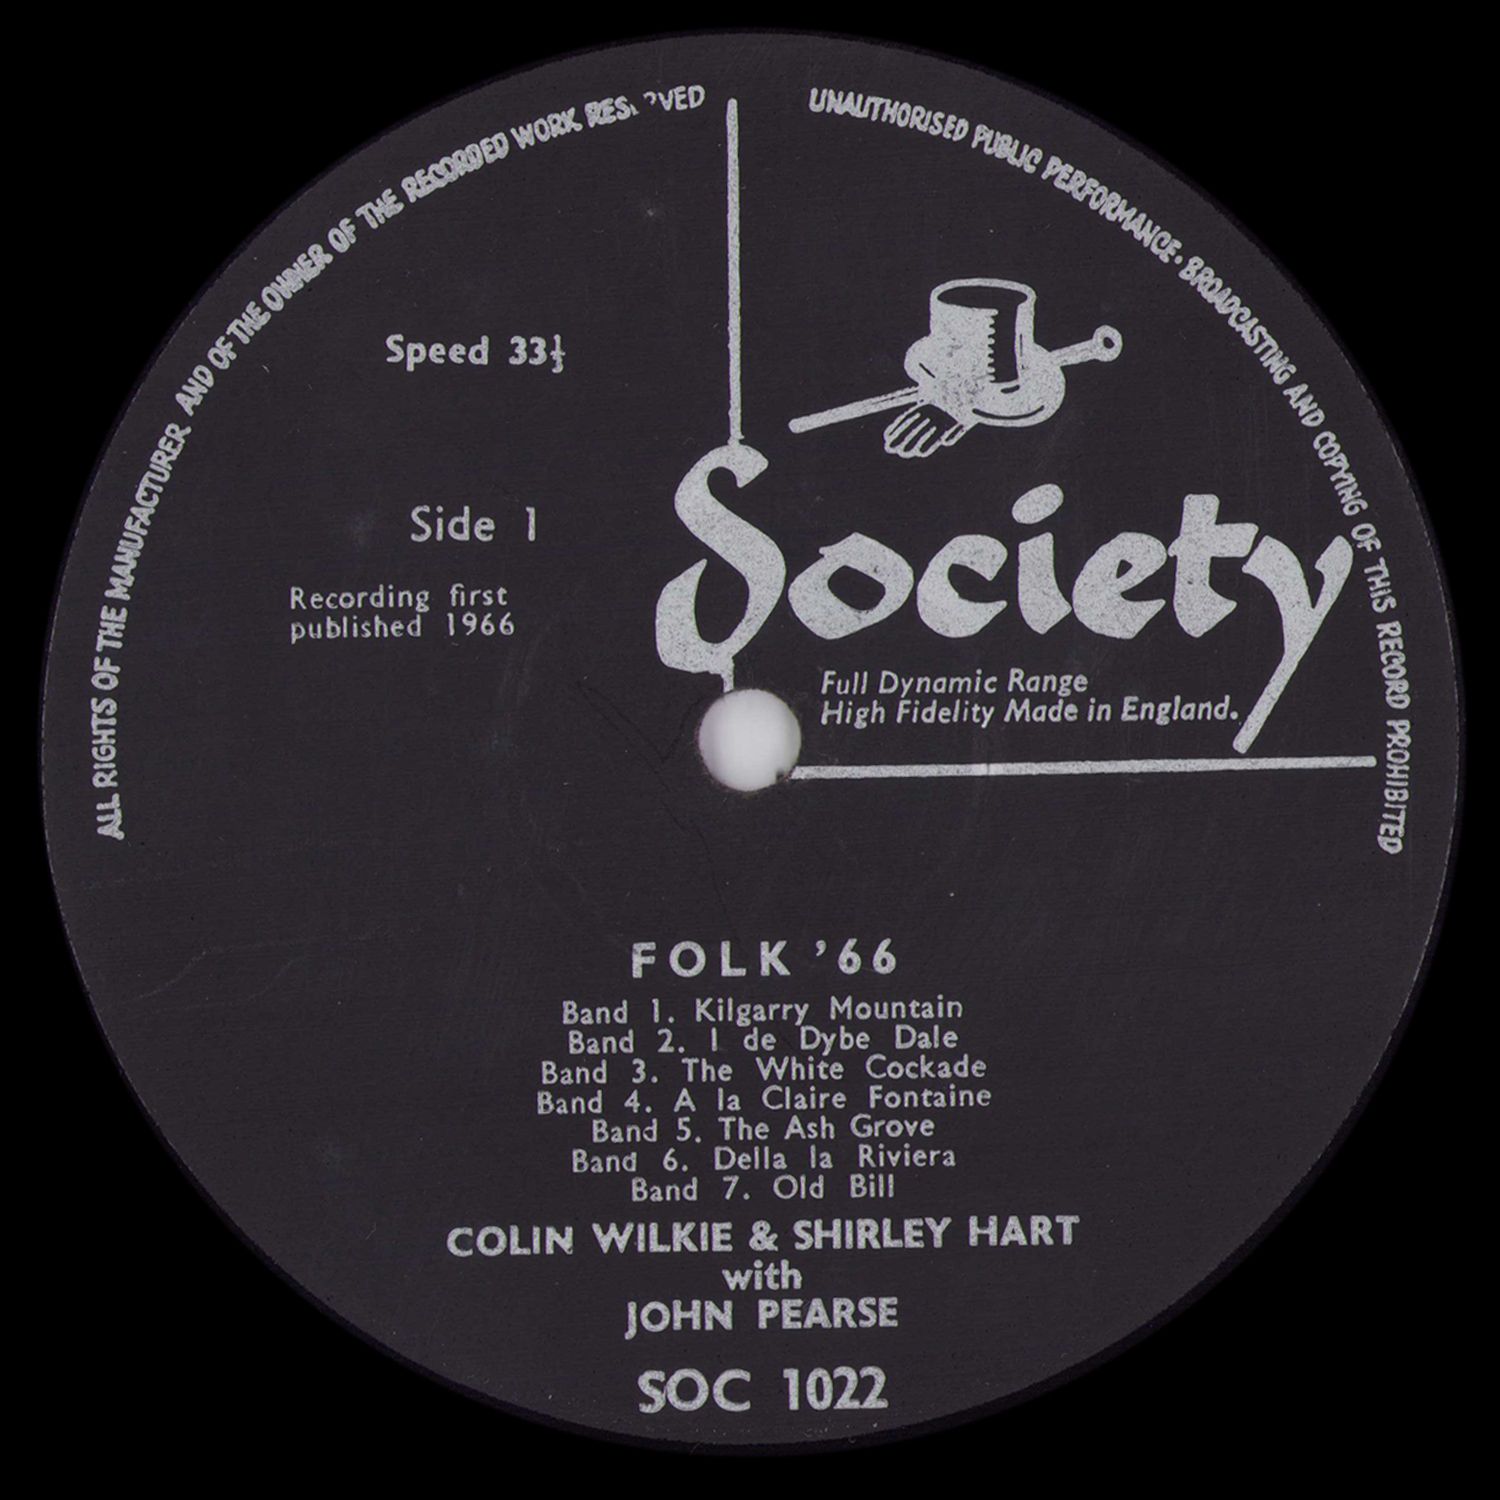 ALL RIGHTS OF THE MANUFACTURER AND OF THE OWNER OF THE RECORDED WORK RESERVED
UNAUTHORISED PUBLIC PERFORMANCE · BROADCASTING AND COPYING OF THIS RECORD PROHIBITED
Speed 33⅓
Side 1
Recording first
published 1966
Society
Full Dynamic Range
High Fidelity Made in England.
FOLK '66
Band 1. Kilgarry Mountain
Band 2. I de Dybe Dale
Band 3. The White Cockade
Band 4. A la Claire Fontaine
Band 5. The Ash Grove
Band 6. Della la Riviera
Band 7. Old Bill
COLIN WILKIE & SHIRLEY HART
with
JOHN PEARSE
SOC 1022